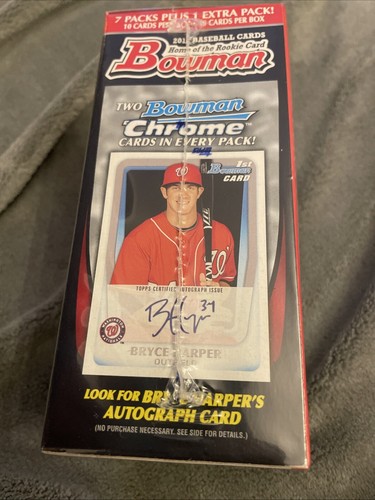 7 PACKS PLUS 1 EXTRA PACK!
10 CARDS PER CARDS PER BOX
201 BASEBALL CARDS
Home of the Rookie Card
Bowman
TWO Bowman
Chrome
CARDS IN EVERY PACK!
1ST
Bowman
CARD
TOPPS CERTIFIED AUTOGRAPH ISSUE
34
BRYCE HARPER
LOOK FOR BRYCE HARPER'S
AUTOGRAPH CARD
(NO PURCHASE NECESSARY. SEE SIDE FOR DETAILS.)